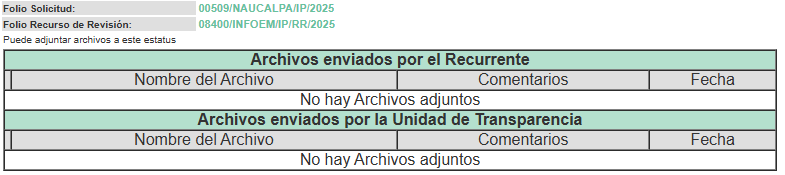 Folio Solicitud: 00509/NAUCALPA/IP/2025
Folio Recurso de Revisión: 08400/INFOEM/IP/RR/2025
Puede adjuntar archivos a este estatus
Archivos enviados por el Recurrente
Nombre del Archivo Comentarios Fecha
No hay Archivos adjuntos
Archivos enviados por la Unidad de Transparencia
Nombre del Archivo Comentarios Fecha
No hay Archivos adjuntos